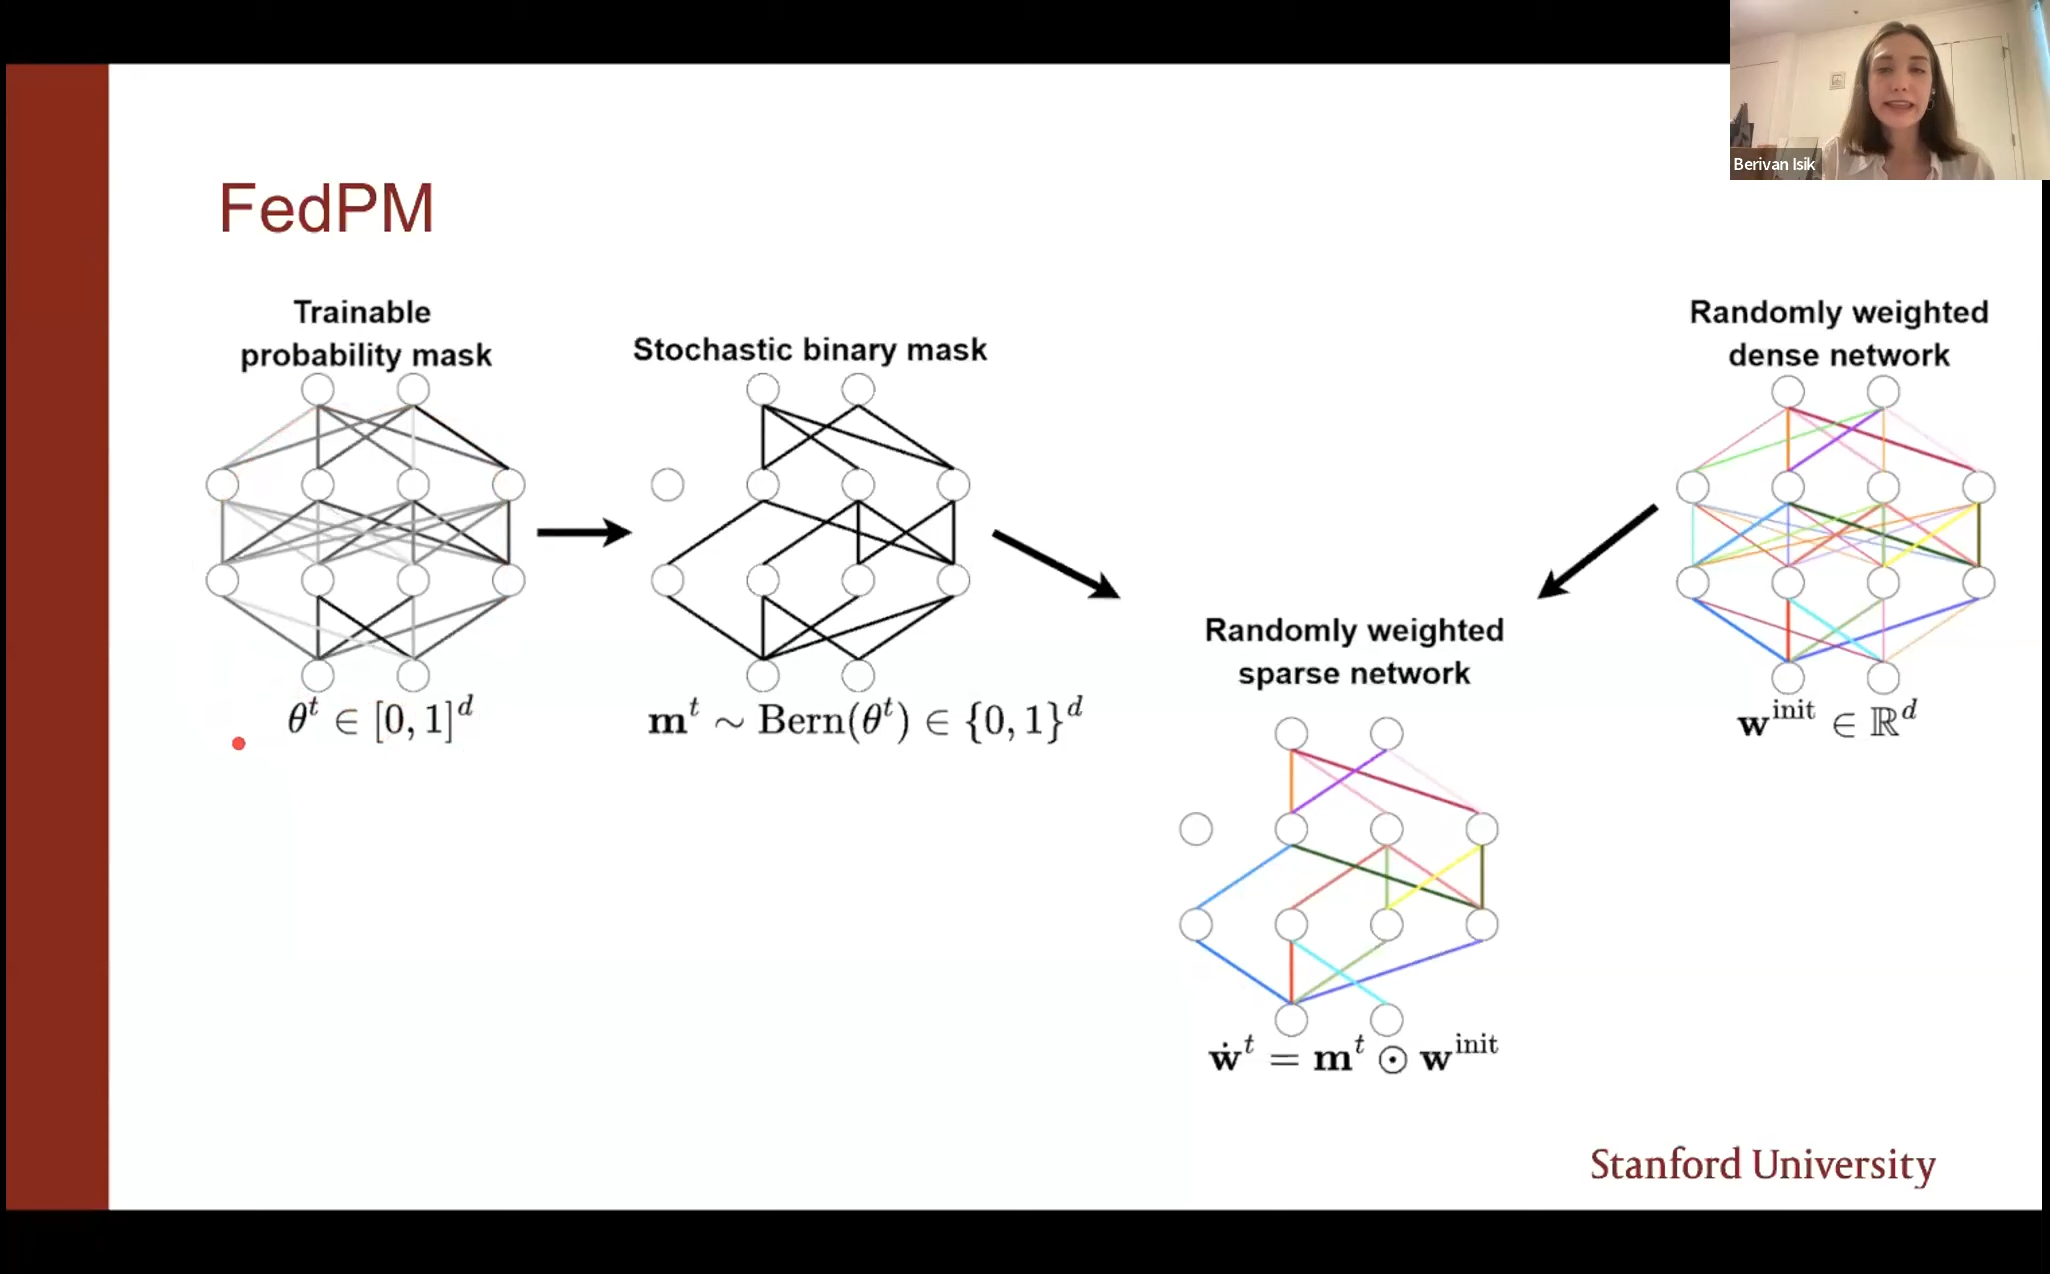 Berivan Isik
FedPM
Trainable
probability mask
Stochastic binary mask
Randomly weighted
dense network
θ^t ∈ [0, 1]^d
m^t ∼ Bern(θ^t) ∈ {0, 1}^d
w^init ∈ ℝ^d
Randomly weighted
sparse network
ẇ^t = m^t ⊙ w^init
Stanford University